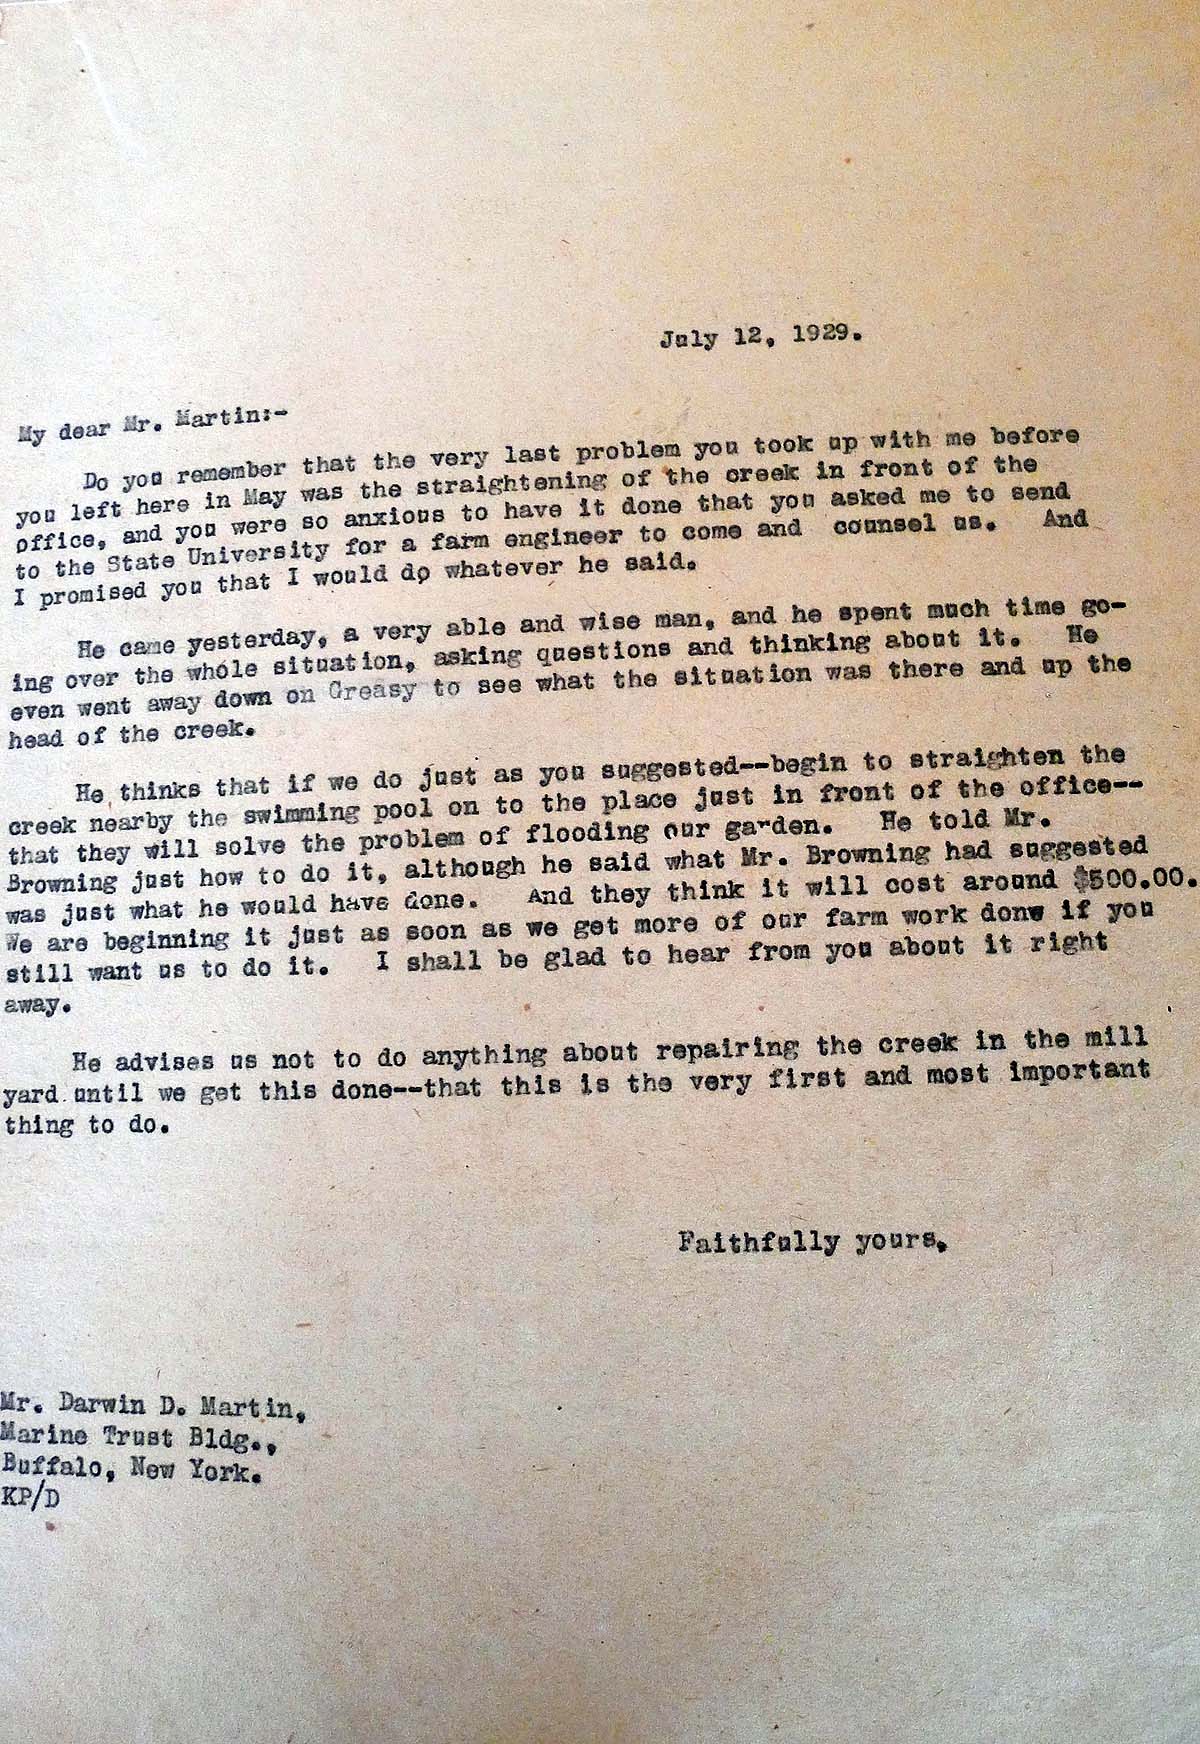 July 12, 1929.
My dear Mr. Martin:-
Do you remember that the very last problem you took up with me before
you left here in May was the straightening of the creek in front of the
office, and you were so anxious to have it done that you asked me to send
to the State University for a farm engineer to come and counsel us. And
I promised you that I would do whatever he said.
He came yesterday, a very able and wise man, and he spent much time go-
ing over the whole situation, asking questions and thinking about it. He
even went away down on Greasy to see what the situation was there and up the
head of the creek.
He thinks that if we do just as you suggested--begin to straighten the
creek nearby the swimming pool on to the place just in front of the office--
that they will solve the problem of flooding our garden. He told Mr.
Browning just how to do it, although he said what Mr. Browning had suggested
was just what he would have done. And they think it will cost around $500.00.
We are beginning it just as soon as we get more of our farm work done if you
still want us to do it. I shall be glad to hear from you about it right
away.
He advises us not to do anything about repairing the creek in the mill
yard until we get this done--that this is the very first and most important
thing to do.
Faithfully yours,
Mr. Darwin D. Martin,
Marine Trust Bldg.,
Buffalo, New York.
KP/D